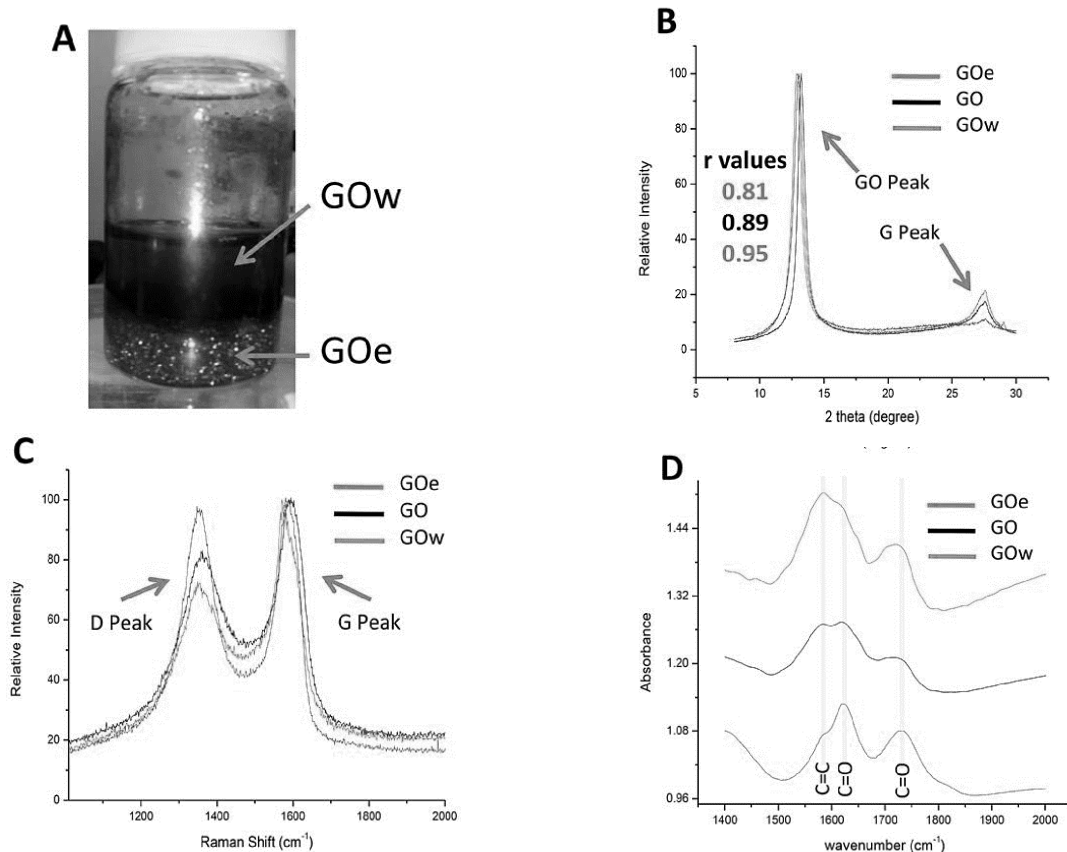 A
GOw
GOe
B
GOe
GO
GOw
r values
0.81
0.89
0.95
GO Peak
G Peak
100
80
60
40
20
0
Relative Intensity
5 10 15 20 25 30
2 theta (degree)
C
GOe
GO
GOw
D Peak
G Peak
100
80
60
40
20
0
Relative Intensity
1200 1400 1600 1800 2000
Raman Shift (cm-1)
D
GOe
GO
GOw
1.44
1.32
1.20
1.08
0.96
Absorbance
C=C
C=O
C=O
1400 1500 1600 1700 1800 1900 2000
wavenumber (cm-1)